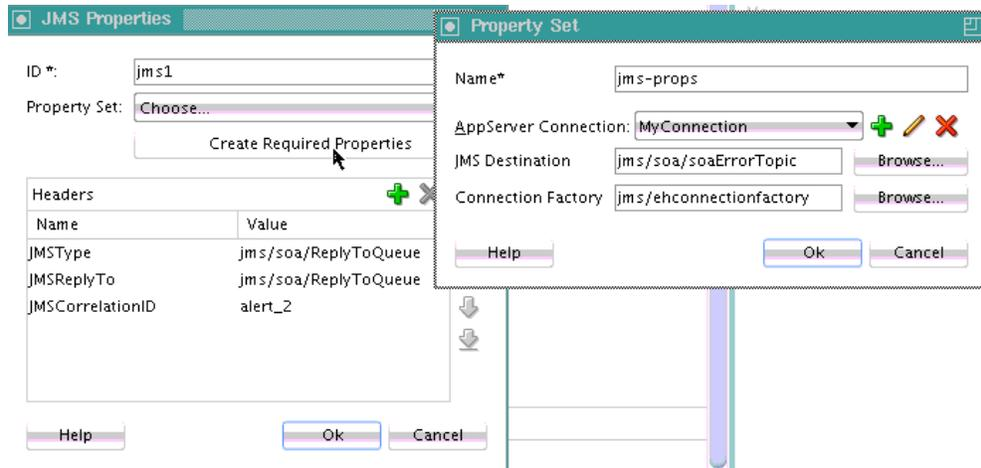 JMS Properties
ID *:
jms1
Property Set:
Choose...
Create Required Properties
Headers
Name
Value
JMSType
jms/soa/ReplyToQueue
JMSReplyTo
jms/soa/ReplyToQueue
JMSCorrelationID
alert_2
Help
Ok
Cancel
Property Set
Name*
jms-props
AppServer Connection:
MyConnection
JMS Destination
jms/soa/soaErrorTopic
Browse...
Connection Factory
jms/ehconnectionfactory
Browse...
Help
Ok
Cancel